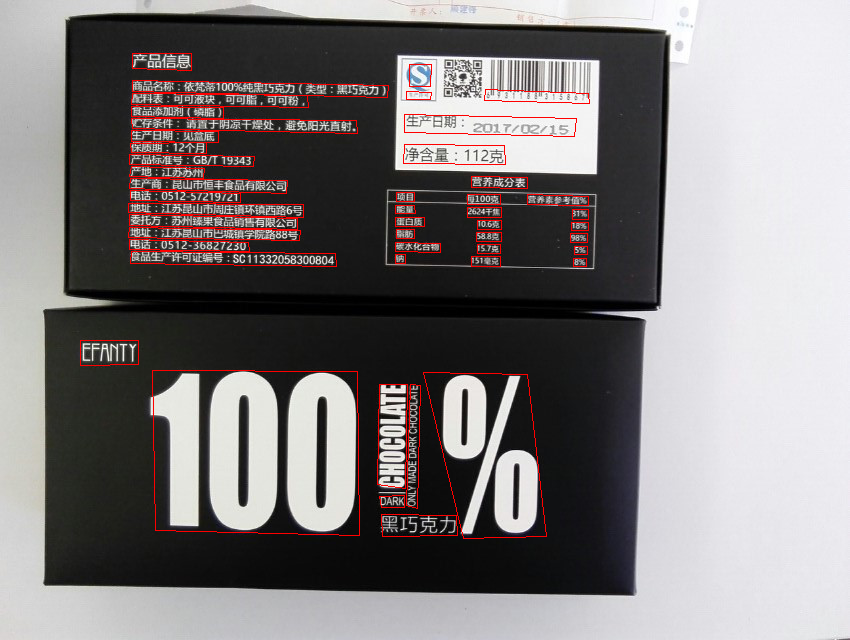 产品信息
商品名称：依梵蒂100%纯黑巧克力（类型：黑巧克力）
配料表：可可液块，可可脂，可可粉，
食品添加剂（磷脂）
贮存条件： 请置于阴凉干燥处，避免阳光直射。
生产日期：见盒底
保质期：12个月
产品标准号：GB/T 19343
产地：江苏苏州
生产商：昆山市恒丰食品有限公司
电话：0512-57219721
地址：江苏昆山市周庄镇环镇西路6号
委托方：苏州臻果食品销售有限公司
地址：江苏昆山市巴城镇学院路88号
电话：0512-36827230
食品生产许可证编号：SC11332058300804
生产日期： 2017/02/15
净含量：112克
营养成分表
项目 每100克 营养素参考值%
能量 2624千焦 31%
蛋白质 10.6克 18%
脂肪 58.8克 98%
碳水化合物 15.7克 5%
钠 151毫克 8%
EFANTY
100%
DARK CHOCOLATE
ONLY MADE DARK CHOCOLATE
黑巧克力